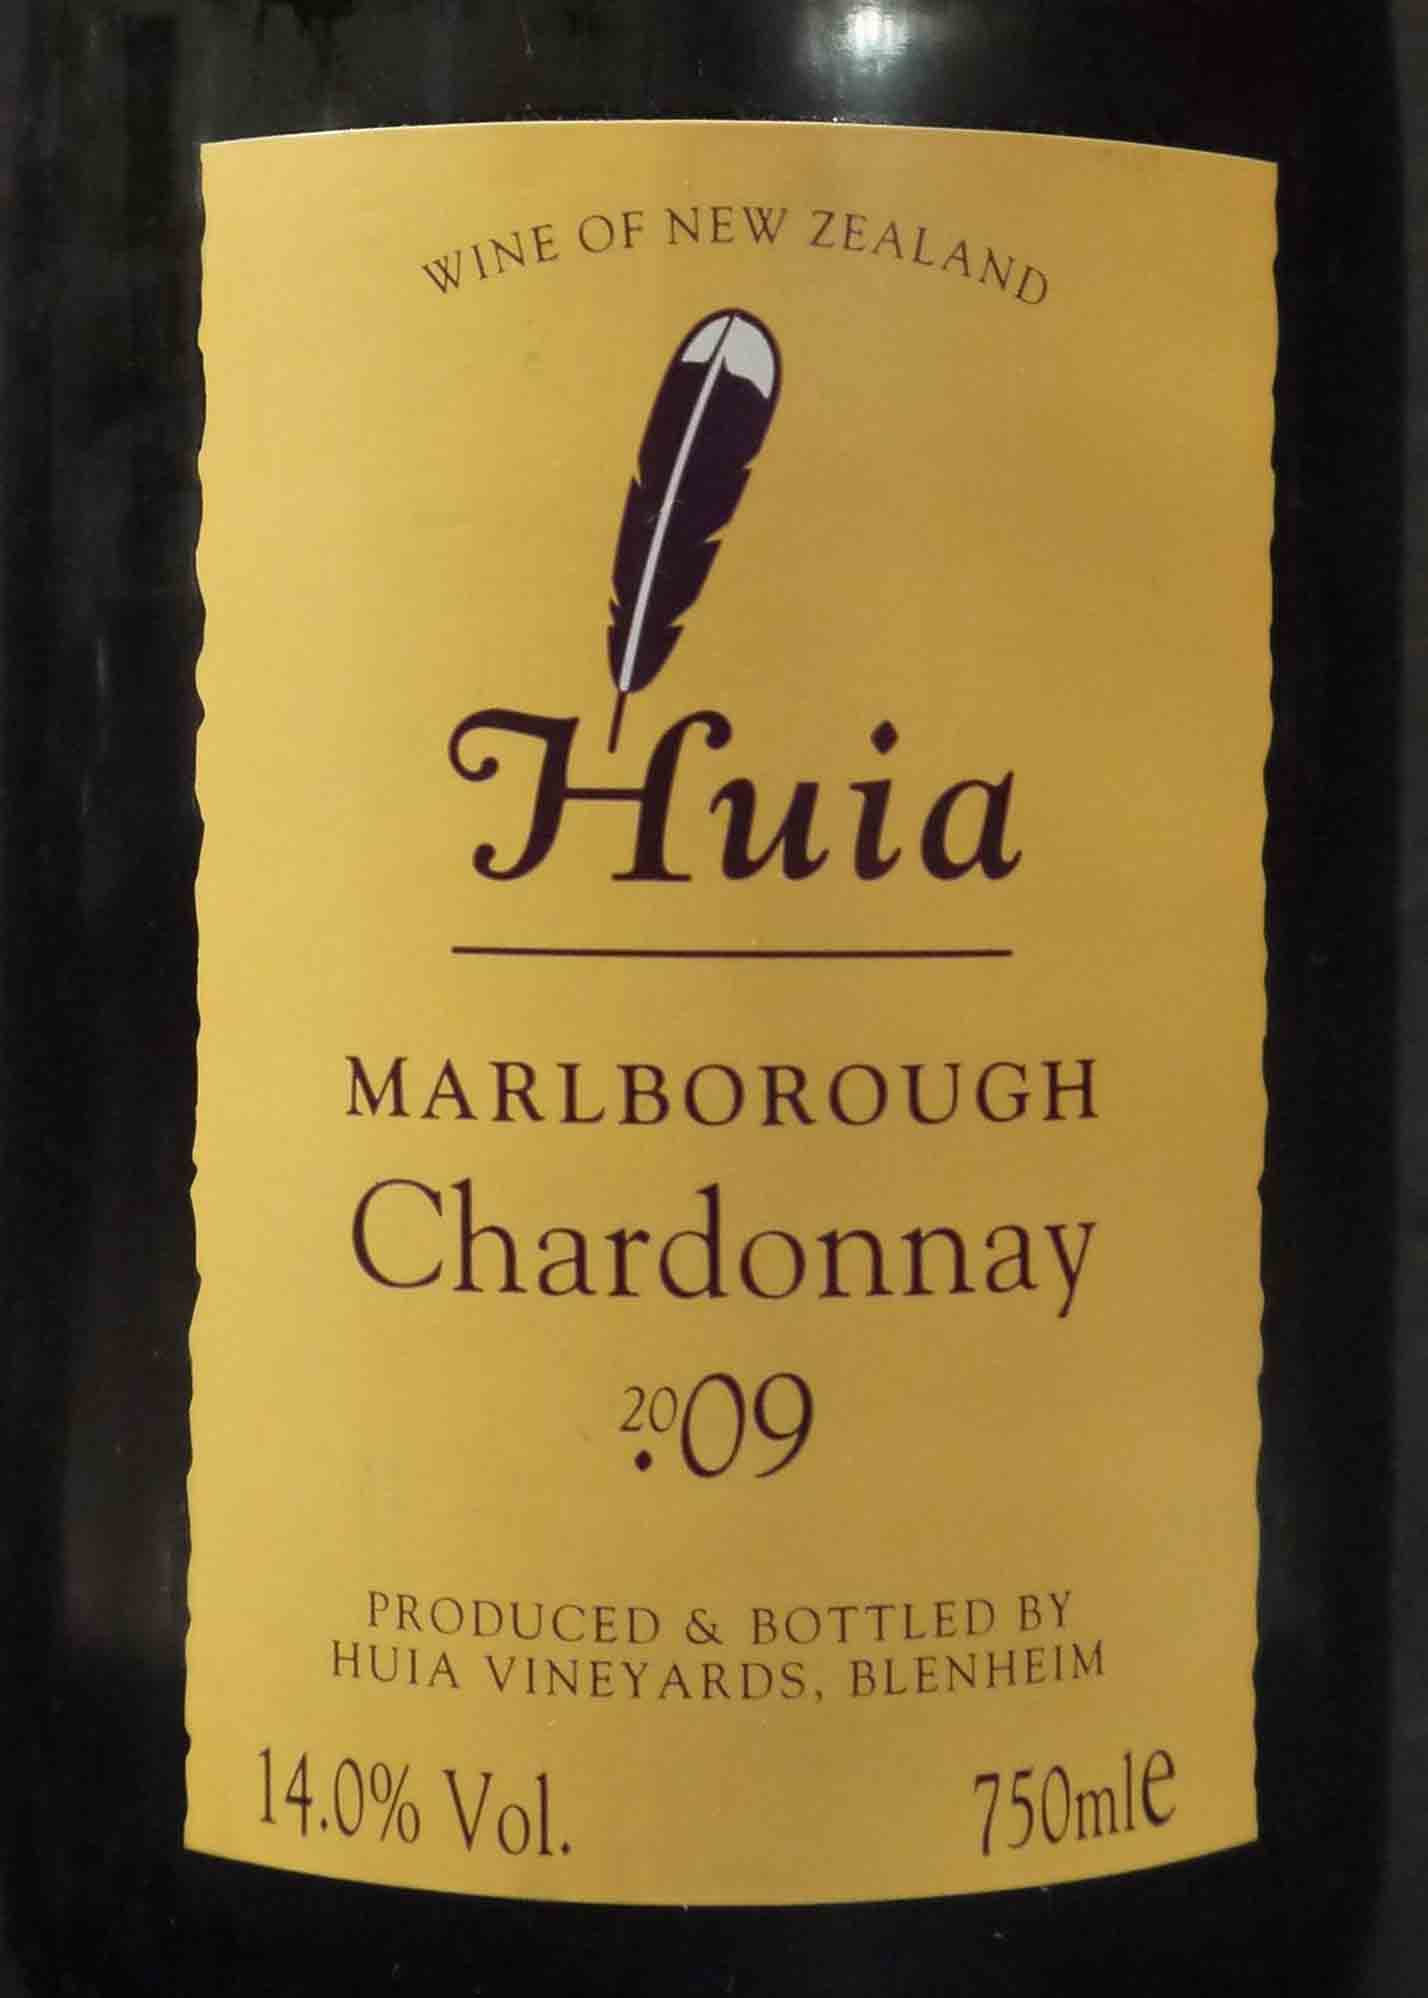 WINE OF NEW ZEALAND
Huia
MARLBOROUGH
Chardonnay
2009
PRODUCED & BOTTLED BY
HUIA VINEYARDS, BLENHEIM
14.0% Vol. 750mle